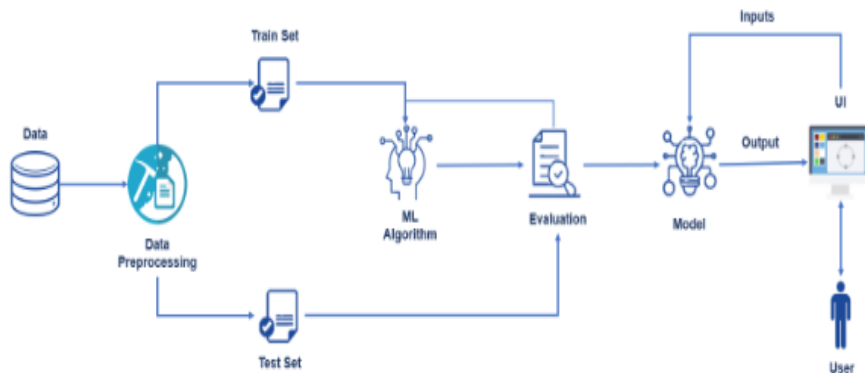 Inputs
Train Set
UI
Data
Output
ML
Algorithm
Evaluation
Model
Data
Preprocessing
Test Set
User